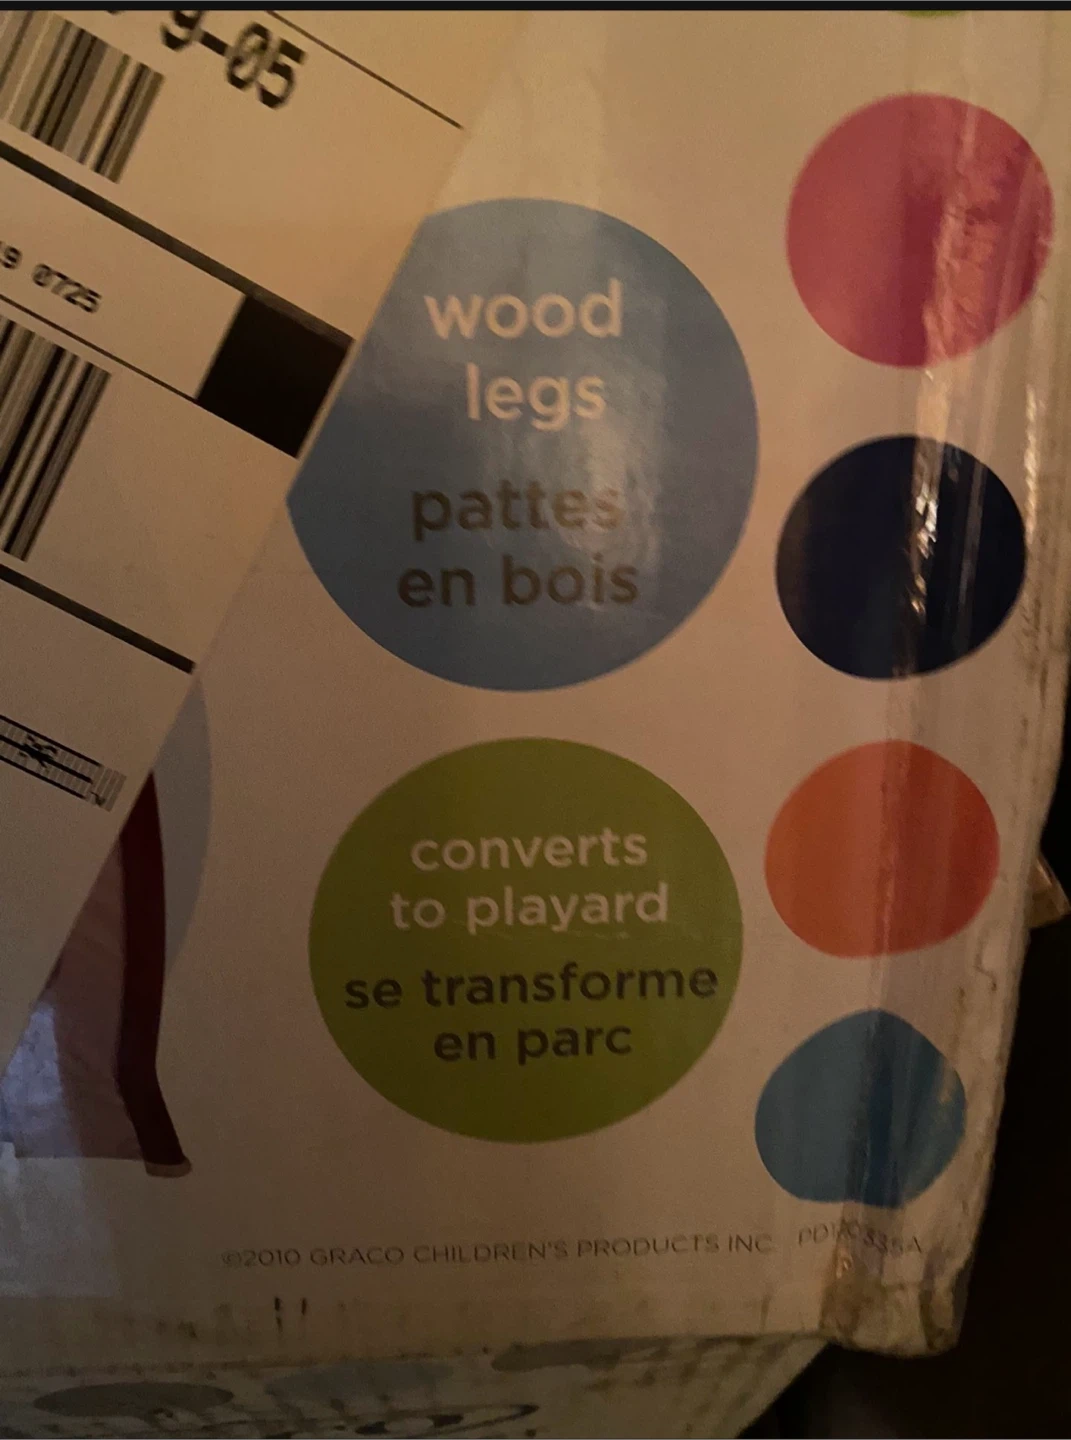 9-05
0725
wood
legs
pattes
en bois
converts
to playard
se transforme
en parc
©2010 GRACO CHILDREN'S PRODUCTS INC